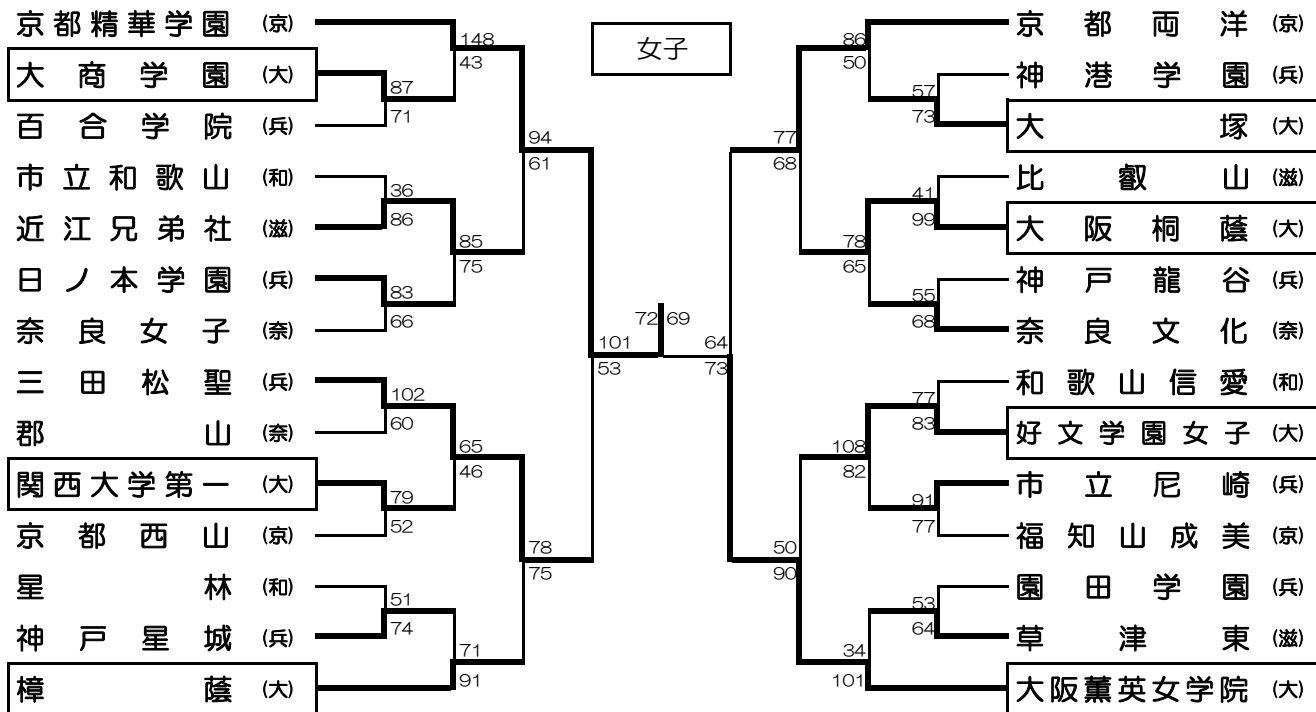 女子
京都精華学園 (京)
大商学園 (大)
百合学院 (兵)
市立和歌山 (和)
近江兄弟社 (滋)
日ノ本学園 (兵)
奈良女子 (奈)
三田松聖 (兵)
郡山 (奈)
関西大学第一 (大)
京都西山 (京)
星林 (和)
神戸星城 (兵)
樟蔭 (大)
148
43
87
71
94
61
36
86
85
75
83
66
101
53
102
60
65
46
79
52
78
75
51
74
71
91
72 69
京都両洋 (京)
神港学園 (兵)
大塚 (大)
比叡山 (滋)
大阪桐蔭 (大)
神戸龍谷 (兵)
奈良文化 (奈)
和歌山信愛 (和)
好文学園女子 (大)
市立尼崎 (兵)
福知山成美 (京)
園田学園 (兵)
草津東 (滋)
大阪薫英女学院 (大)
86
50
57
73
77
68
41
99
78
65
55
68
64
73
77
83
108
82
91
77
50
90
53
64
34
101